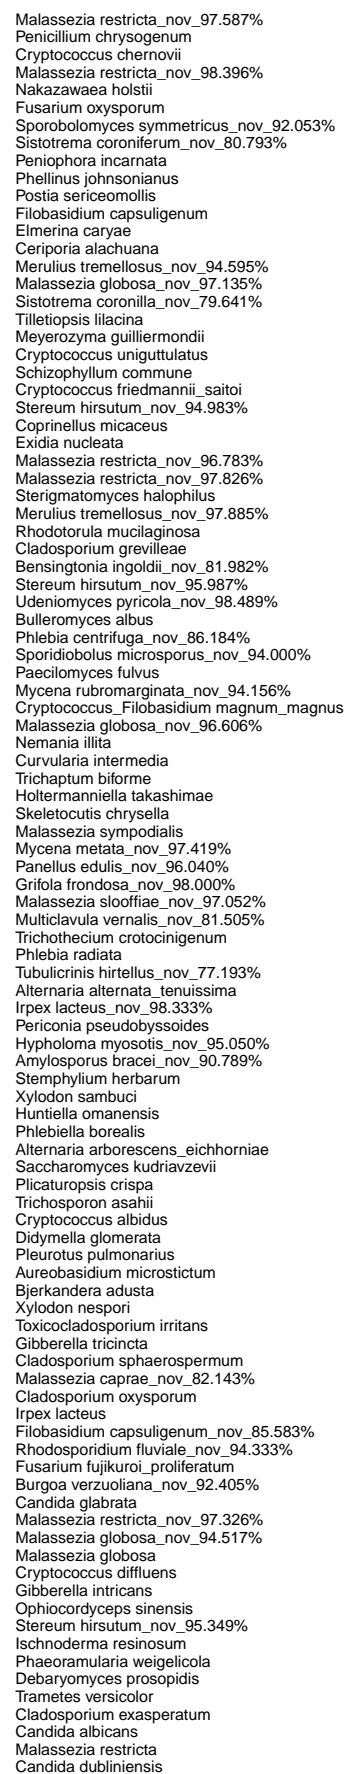 Malassezia restricta_nov_97.587%
Penicillium chrysogenum
Cryptococcus chernovii
Malassezia restricta_nov_98.396%
Nakazawaea holstii
Fusarium oxysporum
Sporobolomyces symmetricus_nov_92.053%
Sistotrema coroniferum_nov_80.793%
Peniophora incarnata
Phellinus johnsonianus
Postia sericeomollis
Filobasidium capsuligenum
Elmerina caryae
Ceriporia alachuana
Merulius tremellosus_nov_94.595%
Malassezia globosa_nov_97.135%
Sistotrema coronilla_nov_79.641%
Tilletiopsis lilacina
Meyerozyma guilliermondii
Cryptococcus uniguttulatus
Schizophyllum commune
Cryptococcus friedmannii_saitoi
Stereum hirsutum_nov_94.983%
Coprinellus micaceus
Exidia nucleata
Malassezia restricta_nov_96.783%
Malassezia restricta_nov_97.826%
Sterigmatomyces halophilus
Merulius tremellosus_nov_97.885%
Rhodotorula mucilaginosa
Cladosporium grevilleae
Bensingtonia ingoldii_nov_81.982%
Stereum hirsutum_nov_95.987%
Udeniomyces pyricola_nov_98.489%
Bulleromyces albus
Phlebia centrifuga_nov_86.184%
Sporidiobolus microsporus_nov_94.000%
Paecilomyces fulvus
Mycena rubromarginata_nov_94.156%
Cryptococcus_Filobasidium magnum_magnus
Malassezia globosa_nov_96.606%
Nemania illita
Curvularia intermedia
Trichaptum biforme
Holtermanniella takashimae
Skeletocutis chrysella
Malassezia sympodialis
Mycena metata_nov_97.419%
Panellus edulis_nov_96.040%
Grifola frondosa_nov_98.000%
Malassezia slooffiae_nov_97.052%
Multiclavula vernalis_nov_81.505%
Trichothecium crotocinigenum
Phlebia radiata
Tubulicrinis hirtellus_nov_77.193%
Alternaria alternata_tenuissima
Irpex lacteus_nov_98.333%
Periconia pseudobyssoides
Hypholoma myosotis_nov_95.050%
Amylosporus bracei_nov_90.789%
Stemphylium herbarum
Xylodon sambuci
Huntiella omanensis
Phlebiella borealis
Alternaria arborescens_eichhorniae
Saccharomyces kudriavzevii
Plicaturopsis crispa
Trichosporon asahii
Cryptococcus albidus
Didymella glomerata
Pleurotus pulmonarius
Aureobasidium microstictum
Bjerkandera adusta
Xylodon nespori
Toxicocladosporium irritans
Gibberella tricincta
Cladosporium sphaerospermum
Malassezia caprae_nov_82.143%
Cladosporium oxysporum
Irpex lacteus
Filobasidium capsuligenum_nov_85.583%
Rhodosporidium fluviale_nov_94.333%
Fusarium fujikuroi_proliferatum
Burgoa verzuoliana_nov_92.405%
Candida glabrata
Malassezia restricta_nov_97.326%
Malassezia globosa_nov_94.517%
Malassezia globosa
Cryptococcus diffluens
Gibberella intricans
Ophiocordyceps sinensis
Stereum hirsutum_nov_95.349%
Ischnoderma resinosum
Phaeoramularia weigelicola
Debaryomyces prosopidis
Trametes versicolor
Cladosporium exasperatum
Candida albicans
Malassezia restricta
Candida dubliniensis